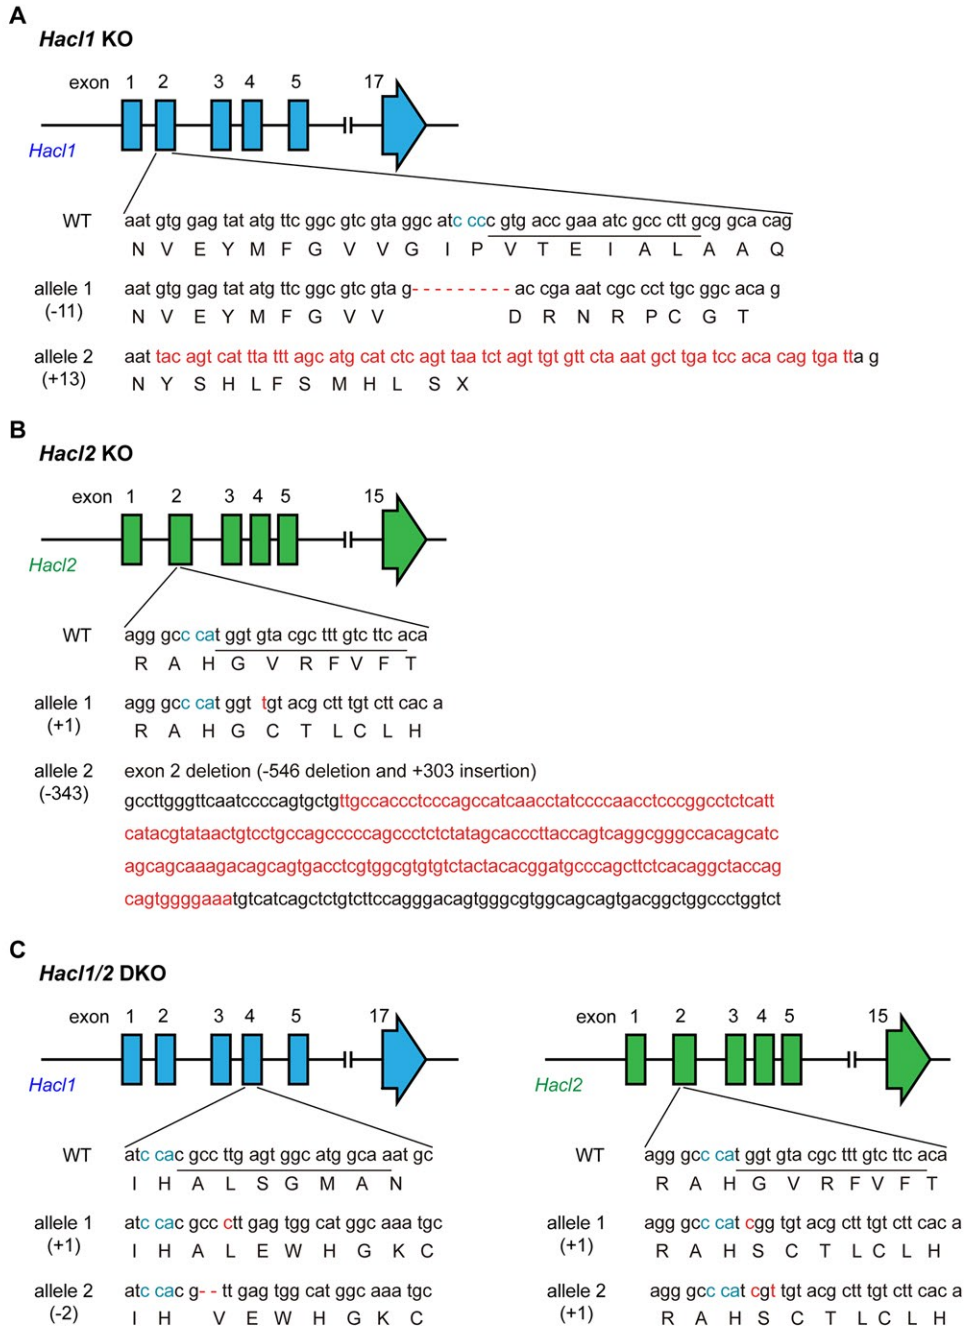 A
Hacl1 KO
exon 1 2 3 4 5 17
Hacl1
WT aat gtg gag tat atg ttc ggc gtc gta ggc atc ccc gtg acc gaa atc gcc ctt gcg gca cag
N V E Y M F G V V G I P V T E I A L A A Q
allele 1 aat gtg gag tat atg ttc ggc gtc gta g- - - - - - - - - ac cga aat cgc cct tgc ggc aca g
(-11) N V E Y M F G V V D R N R P C G T
allele 2 aat tac agt cat tta ttt agc atg cat ctc agt taa tct agt tgt gtt cta aat gct tga tcc aca cag tga tta g
(+13) N Y S H L F S M H L S X
B
Hacl2 KO
exon 1 2 3 4 5 15
Hacl2
WT agg gcc cat ggt gta cgc ttt gtc ttc aca
R A H G V R F V F T
allele 1 agg gcc cat ggt tgt acg ctt tgt ctt cac a
(+1) R A H G C T L C L H
allele 2 exon 2 deletion (-546 deletion and +303 insertion)
(-343) gccttgggttcaatccccagtgctgttgccaccctcccagccatcaacctatccccaacctcccggcctctcatt
catacgtataactgtcctgccagcccccagccctctctatagcacccttaccagtcaggcgggccacagcatc
agcagcaaagacagcagtgacctcgtggcgtgtgtctactacacggatgcccagcttctcacaggctaccag
cagtggggaaatgtcatcagctctgtcttccagggacagtgggcgtggcagcagtgacggctggccctggtct
C
Hacl1/2 DKO
exon 1 2 3 4 5 17
Hacl1
WT atc cac gcc ttg agt ggc atg gca aat gc
I H A L S G M A N
allele 1 atc cac gcc ctt gag tgg cat ggc aaa tgc
(+1) I H A L E W H G K C
allele 2 atc cac g- - tt gag tgg cat ggc aaa tgc
(-2) I H V E W H G K C
exon 1 2 3 4 5 15
Hacl2
WT agg gcc cat ggt gta cgc ttt gtc ttc aca
R A H G V R F V F T
allele 1 agg gcc cat cgg tgt acg ctt tgt ctt cac a
(+1) R A H S C T L C L H
allele 2 agg gcc cat cgt tgt acg ctt tgt ctt cac a
(+1) R A H S C T L C L H